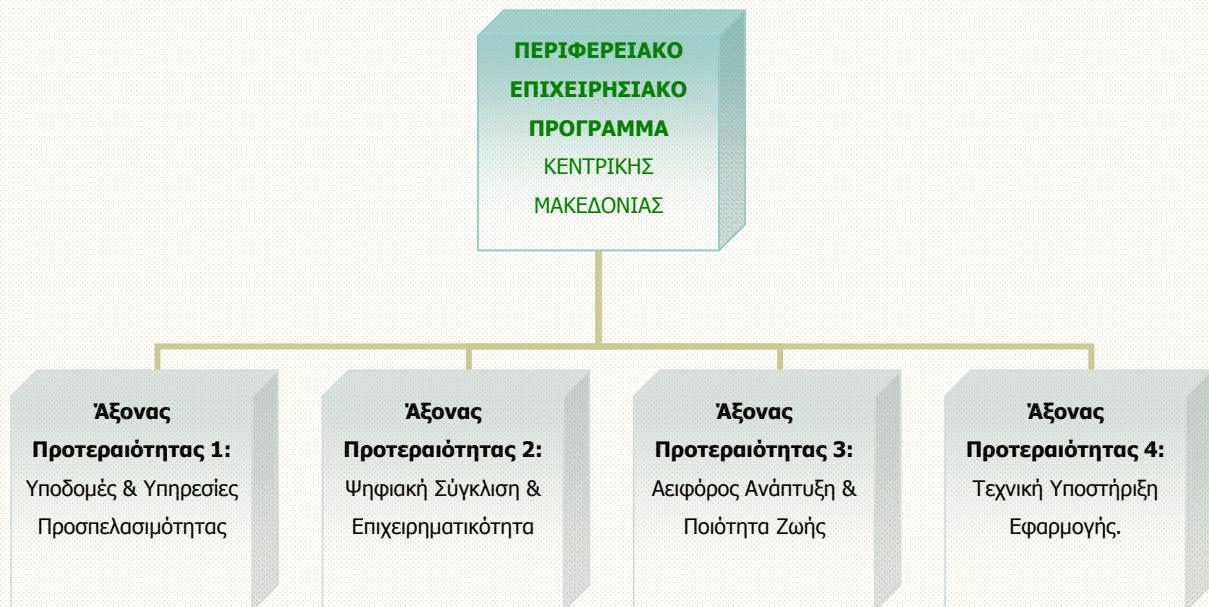 ΠΕΡΙΦΕΡΕΙΑΚΟ
ΕΠΙΧΕΙΡΗΣΙΑΚΟ
ΠΡΟΓΡΑΜΜΑ
ΚΕΝΤΡΙΚΗΣ
ΜΑΚΕΔΟΝΙΑΣ
Άξονας
Προτεραιότητας 1:
Υποδομές & Υπηρεσίες
Προσπελασιμότητας
Άξονας
Προτεραιότητας 2:
Ψηφιακή Σύγκλιση &
Επιχειρηματικότητα
Άξονας
Προτεραιότητας 3:
Αειφόρος Ανάπτυξη &
Ποιότητα Ζωής
Άξονας
Προτεραιότητας 4:
Τεχνική Υποστήριξη
Εφαρμογής.